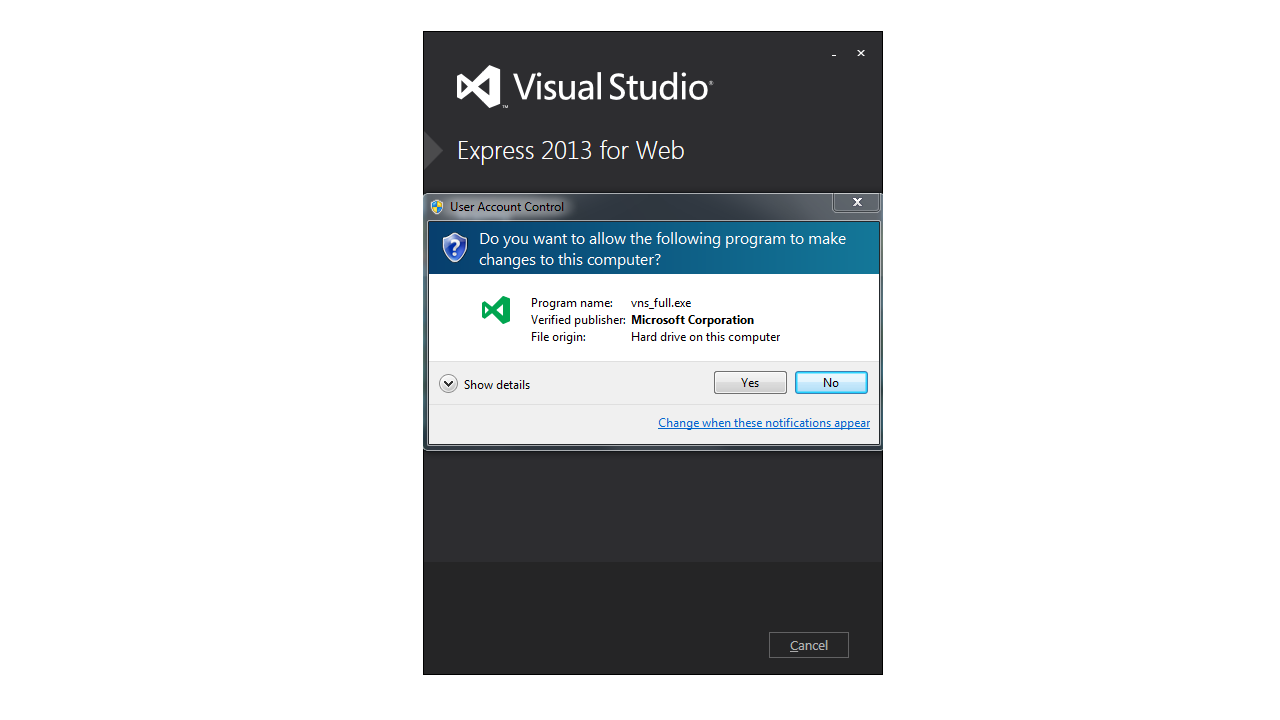 Visual Studio®
™
Express 2013 for Web
User Account Control
Do you want to allow the following program to make
changes to this computer?
Program name: vns_full.exe
Verified publisher: Microsoft Corporation
File origin: Hard drive on this computer
Show details
Yes
No
Change when these notifications appear
Cancel